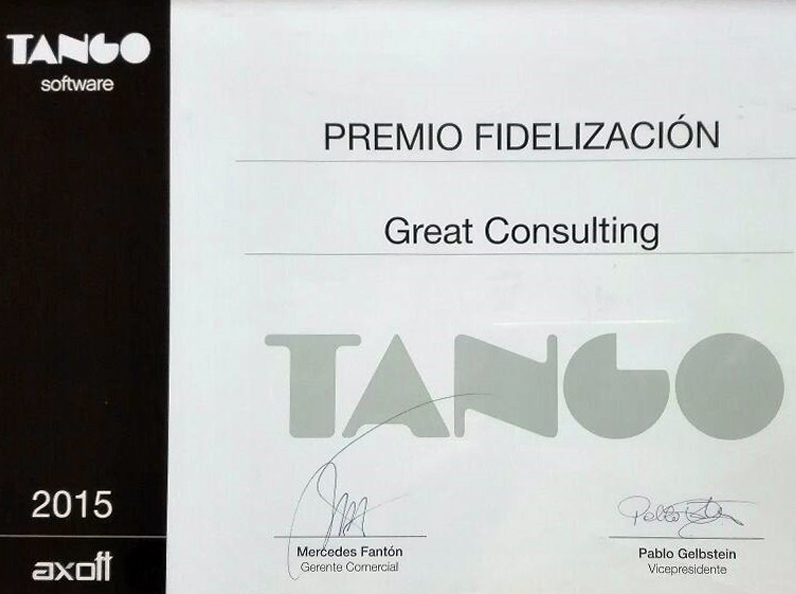 TANGO
software
PREMIO FIDELIZACIÓN
Great Consulting
TANGO
2015
axoft
Mercedes Fantón
Gerente Comercial
Pablo Gelbstein
Vicepresidente